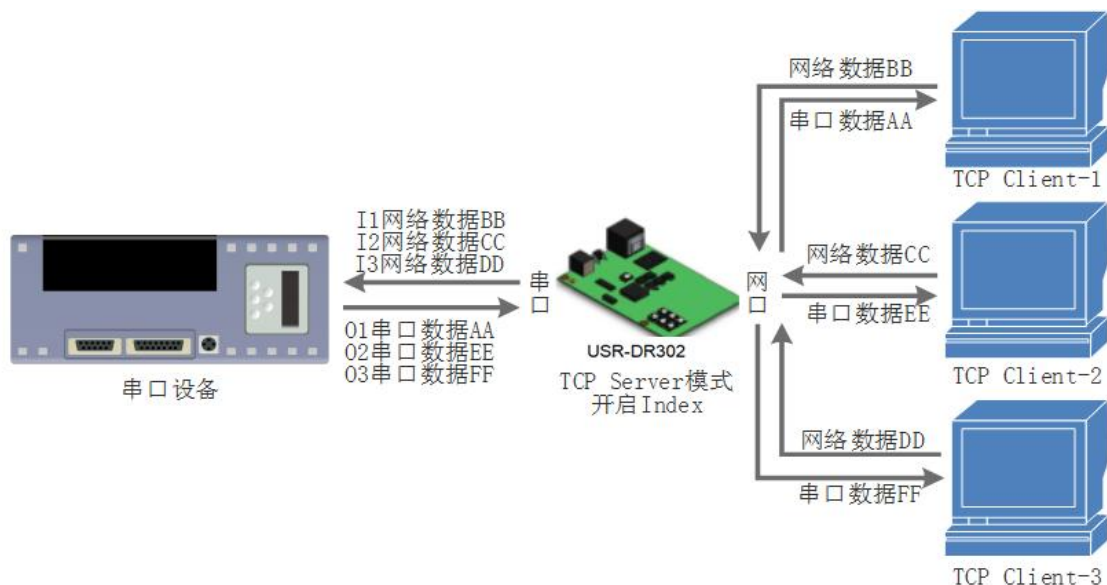 网络数据BB
串口数据AA
TCP Client-1
I1网络数据BB
I2网络数据CC
I3网络数据DD
串口
网口
网络数据CC
串口数据EE
O1串口数据AA
O2串口数据EE
O3串口数据FF
串口设备
USR-DR302
TCP Server模式
开启Index
TCP Client-2
网络数据DD
串口数据FF
TCP Client-3